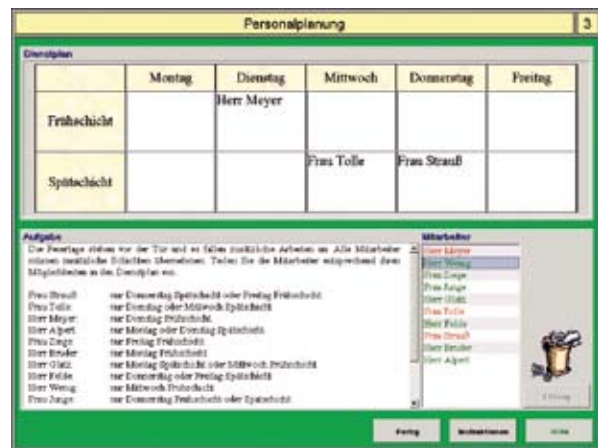 Personalplanung 3
Dienstplan
Montag Dienstag Mittwoch Donnerstag Freitag
Frühschicht Herr Meyer
Spätschicht Frau Tolle Frau Strauß
Aufgabe Mitarbeiter
Die Feiertage stehen vor der Tür und es fallen zusätzliche Arbeiten an. Alle Mitarbeiter
müssen zusätzliche Schichten übernehmen. Teilen Sie die Mitarbeiter entsprechend ihren
Möglichkeiten in den Dienstplan ein.
Frau Strauß nur Donnerstag Spätschicht oder Freitag Frühschicht
Frau Tolle nur Dienstag oder Mittwoch Spätschicht
Herr Meyer nur Dienstag Frühschicht
Herr Alpert nur Montag oder Dienstag Spätschicht
Frau Zinge nur Freitag Frühschicht
Herr Bruder nur Montag Frühschicht
Herr Glatz nur Montag Spätschicht oder Mittwoch Frühschicht
Herr Felde nur Donnerstag oder Freitag Spätschicht
Herr Wenig nur Mittwoch Frühschicht
Frau Junge nur Donnerstag Frühschicht oder Spätschicht
Herr Meyer
Herr Wenig
Frau Zinge
Frau Junge
Herr Glatz
Frau Tolle
Herr Felde
Frau Strauß
Herr Bruder
Herr Alpert
Fertig Instruktionen Hilfe